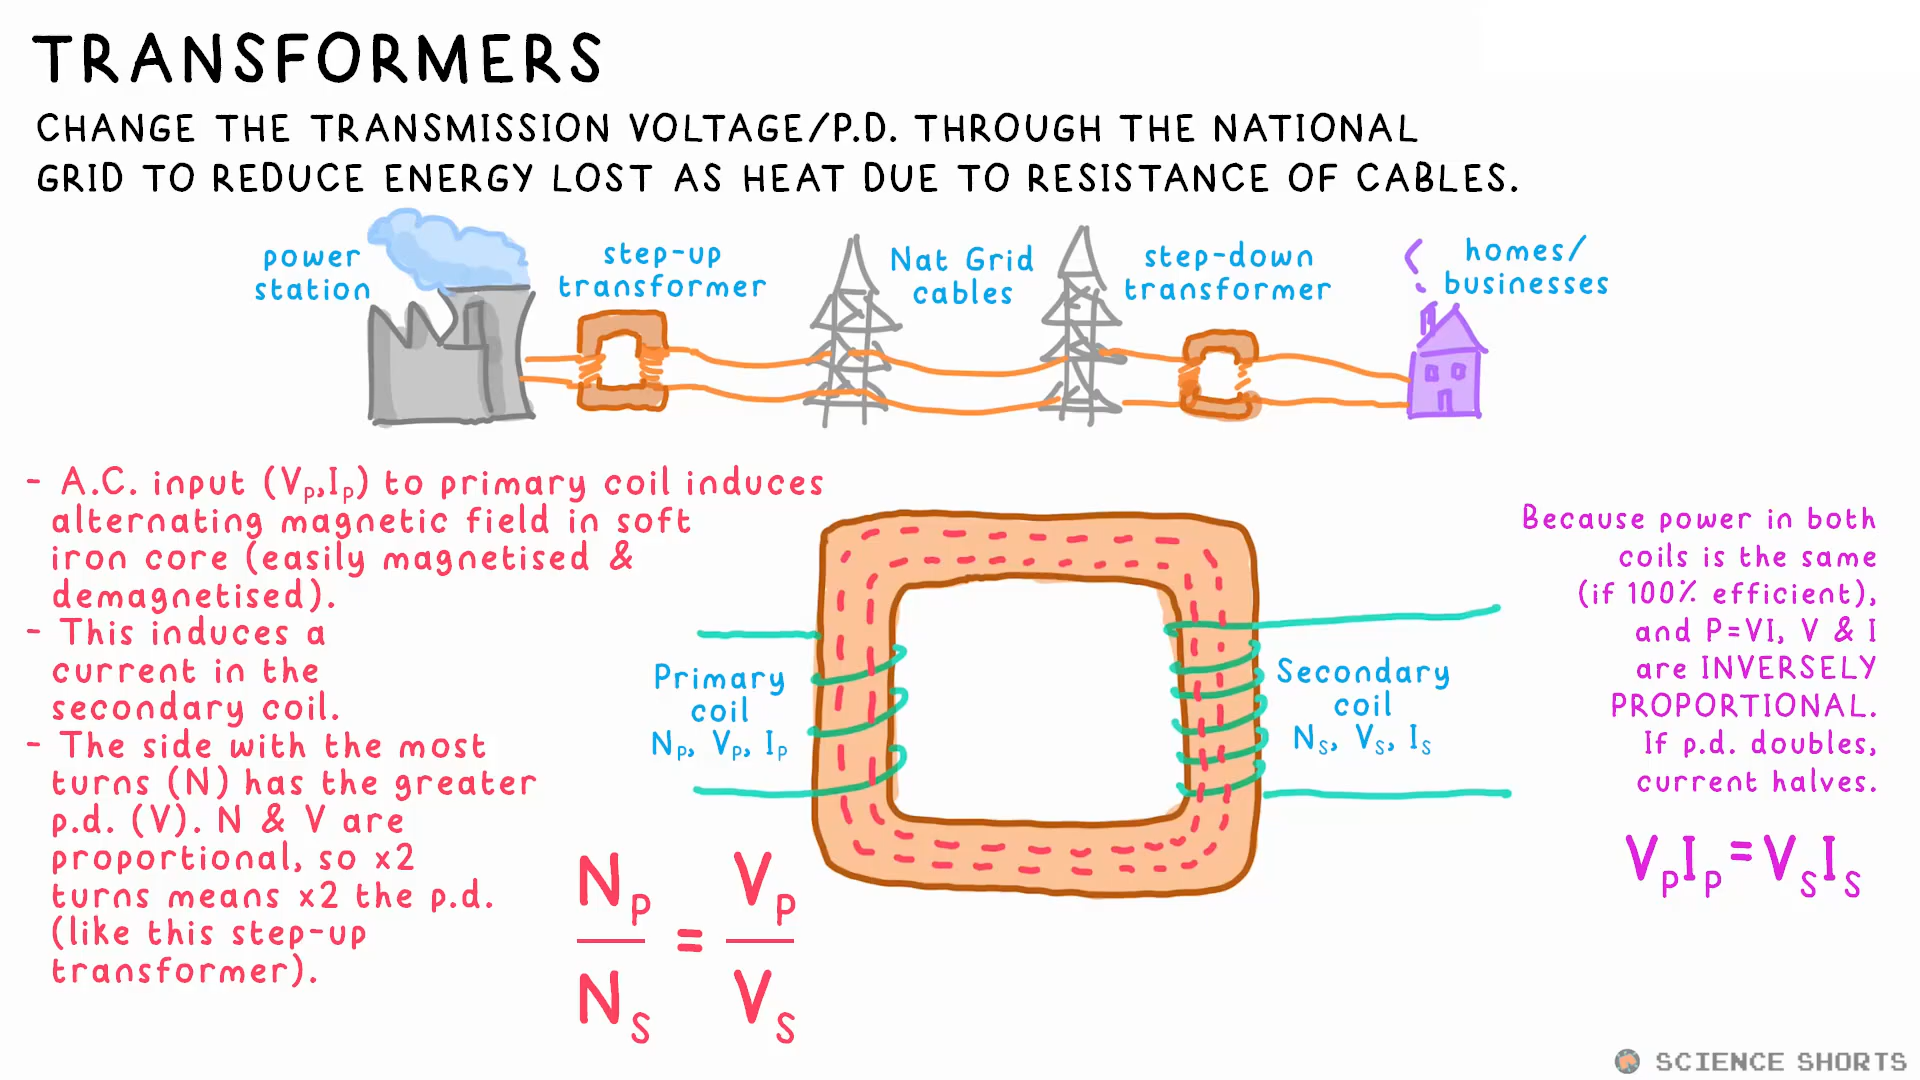 TRANSFORMERS
CHANGE THE TRANSMISSION VOLTAGE/P.D. THROUGH THE NATIONAL
GRID TO REDUCE ENERGY LOST AS HEAT DUE TO RESISTANCE OF CABLES.
power
station
step-up
transformer
Nat Grid
cables
step-down
transformer
homes/
businesses
- A.C. input (Vp,Ip) to primary coil induces
alternating magnetic field in soft
iron core (easily magnetised &
demagnetised).
- This induces a
current in the
secondary coil.
- The side with the most
turns (N) has the greater
p.d. (V). N & V are
proportional, so x2
turns means x2 the p.d.
(like this step-up
transformer).
Np/Ns = Vp/Vs
Primary
coil
Np, Vp, Ip
Secondary
coil
Ns, Vs, Is
Because power in both
coils is the same
(if 100% efficient),
and P=VI, V & I
are INVERSELY
PROPORTIONAL.
If p.d. doubles,
current halves.
VpIp=VsIs
SCIENCE SHORTS